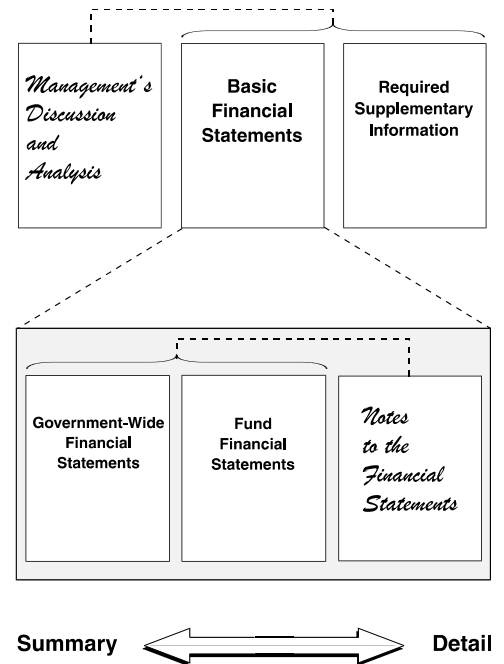 Management's
Discussion
and
Analysis
Basic
Financial
Statements
Required
Supplementary
Information
Government-Wide
Financial
Statements
Fund
Financial
Statements
Notes
to the
Financial
Statements
Summary
Detail